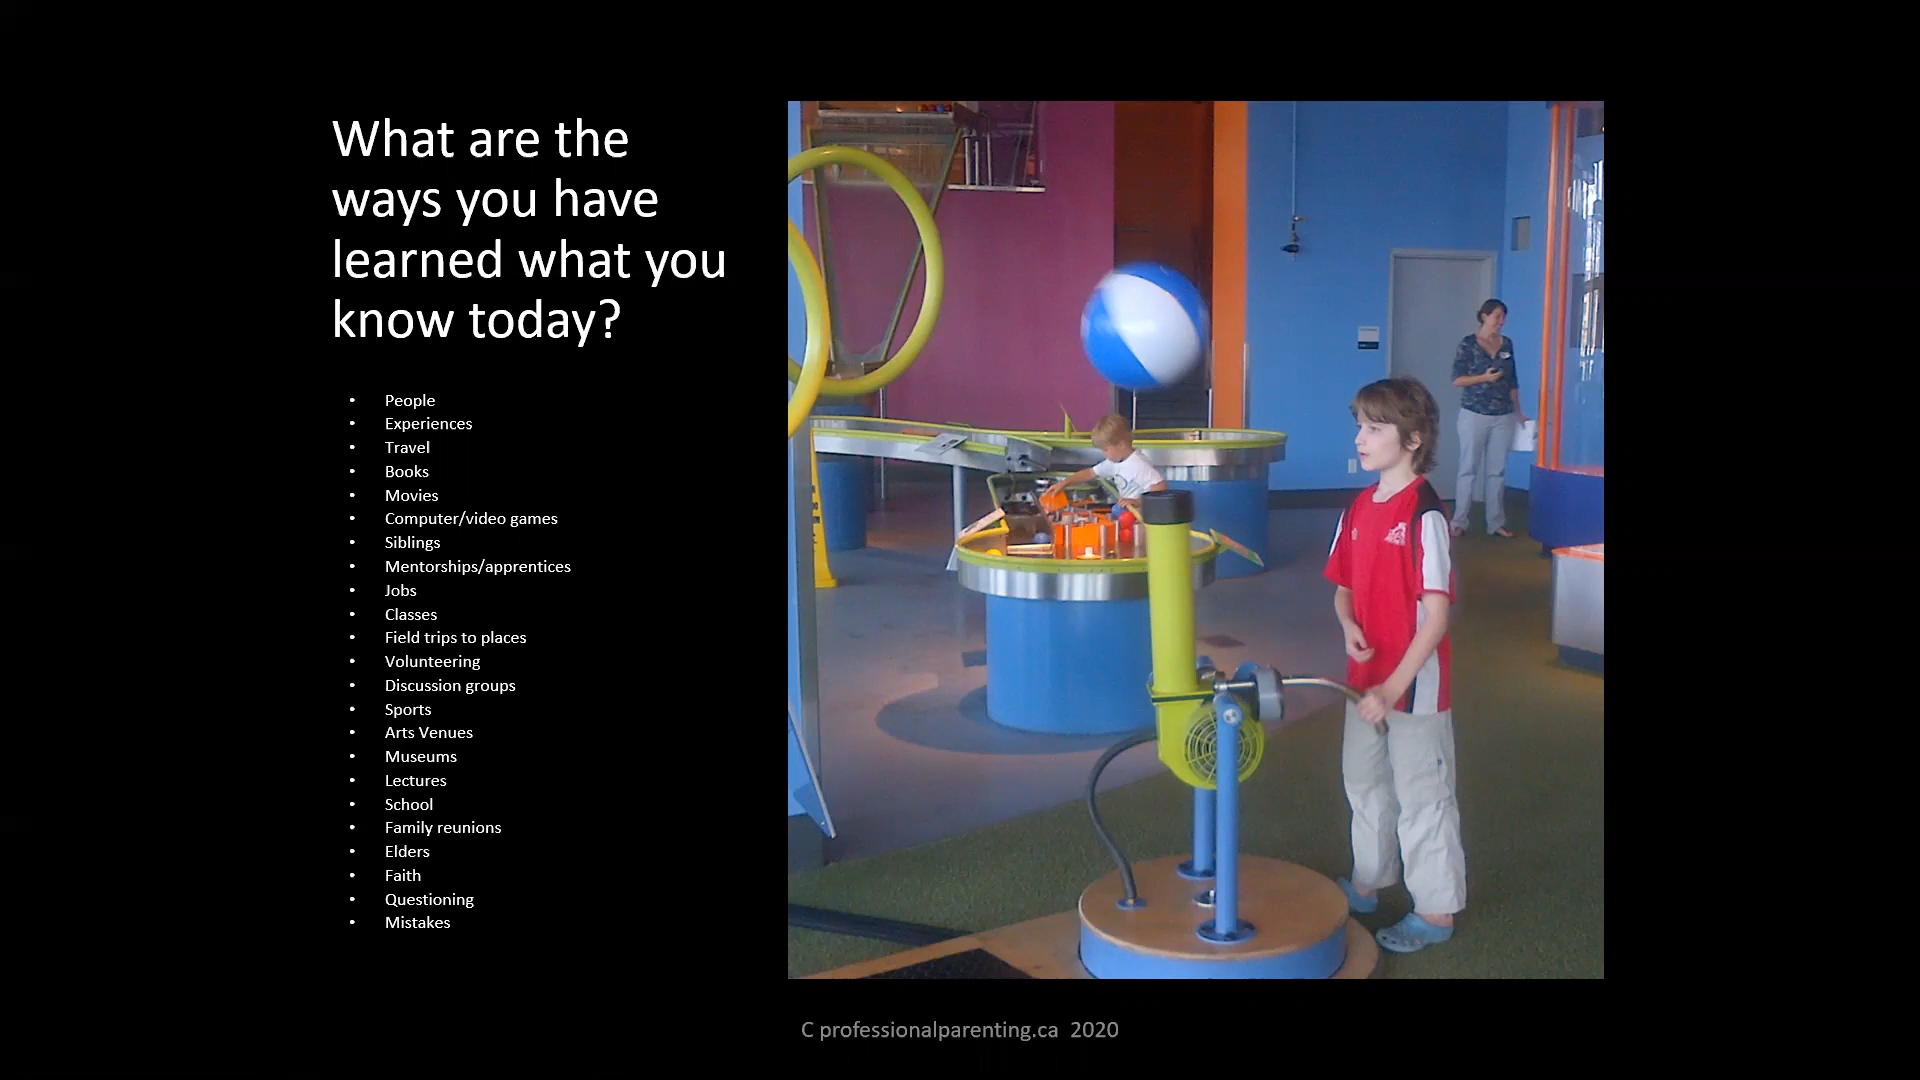 What are the
ways you have
learned what you
know today?
• People
• Experiences
• Travel
• Books
• Movies
• Computer/video games
• Siblings
• Mentorships/apprentices
• Jobs
• Classes
• Field trips to places
• Volunteering
• Discussion groups
• Sports
• Arts Venues
• Museums
• Lectures
• School
• Family reunions
• Elders
• Faith
• Questioning
• Mistakes
C professionalparenting.ca 2020